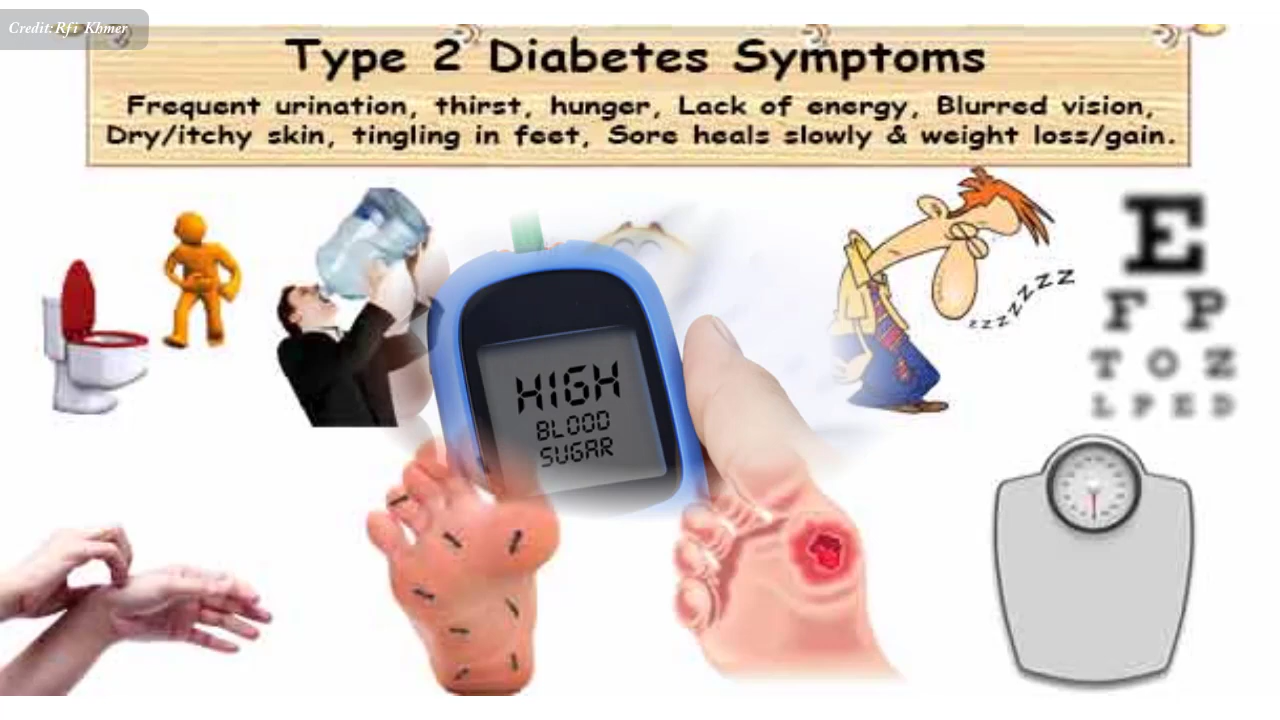 Credit:Rfi Khmer
Type 2 Diabetes Symptoms
Frequent urination, thirst, hunger, Lack of energy, Blurred vision,
Dry/itchy skin, tingling in feet, Sore heals slowly & weight loss/gain.
HIGH
BLOOD
SUGAR
zzzzzzzz
E
F P
T O Z
L P E D